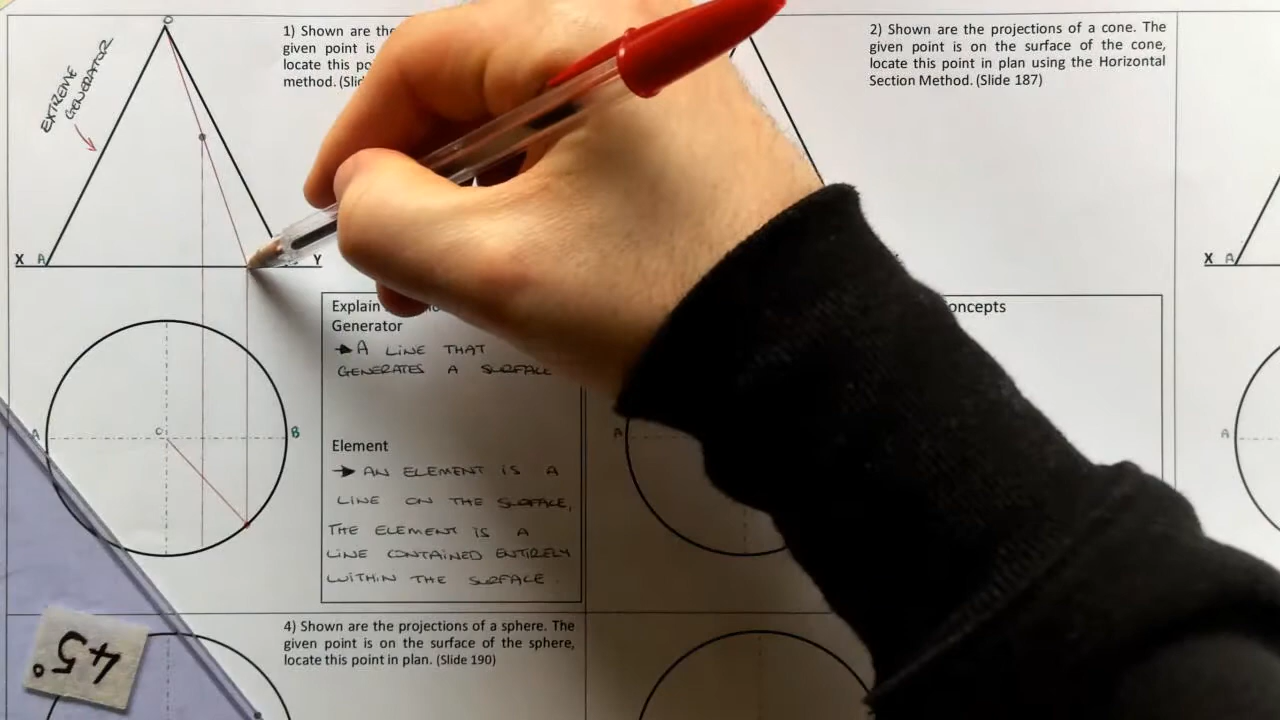 O
EXTREME
GENERATOR
1) Shown are the
given point is
locate this
method.
X A
Y
A
O
B
Explain
Generator
→ A LINE THAT
GENERATES A SURFACE
Element
→ AN ELEMENT IS A
LINE ON THE SURFACE,
THE ELEMENT IS A
LINE CONTAINED ENTIRELY
WITHIN THE SURFACE.
45°
4) Shown are the projections of a sphere. The
given point is on the surface of the sphere,
locate this point in plan. (Slide 190)
2) Shown are the projections of a cone. The
given point is on the surface of the cone,
locate this point in plan using the Horizontal
Section Method. (Slide 187)
oncepts
A
X A
A